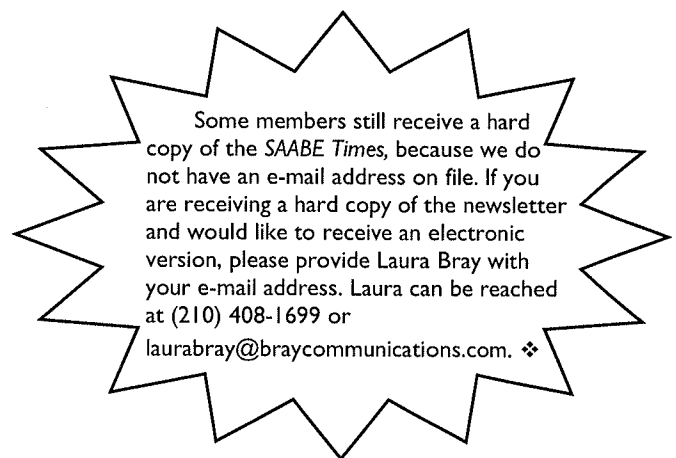 Some members still receive a hard
copy of the SAABE Times, because we do
not have an e-mail address on file. If you
are receiving a hard copy of the newsletter
and would like to receive an electronic
version, please provide Laura Bray with
your e-mail address. Laura can be reached
at (210) 408-1699 or
laurabray@braycommunications.com. ❖